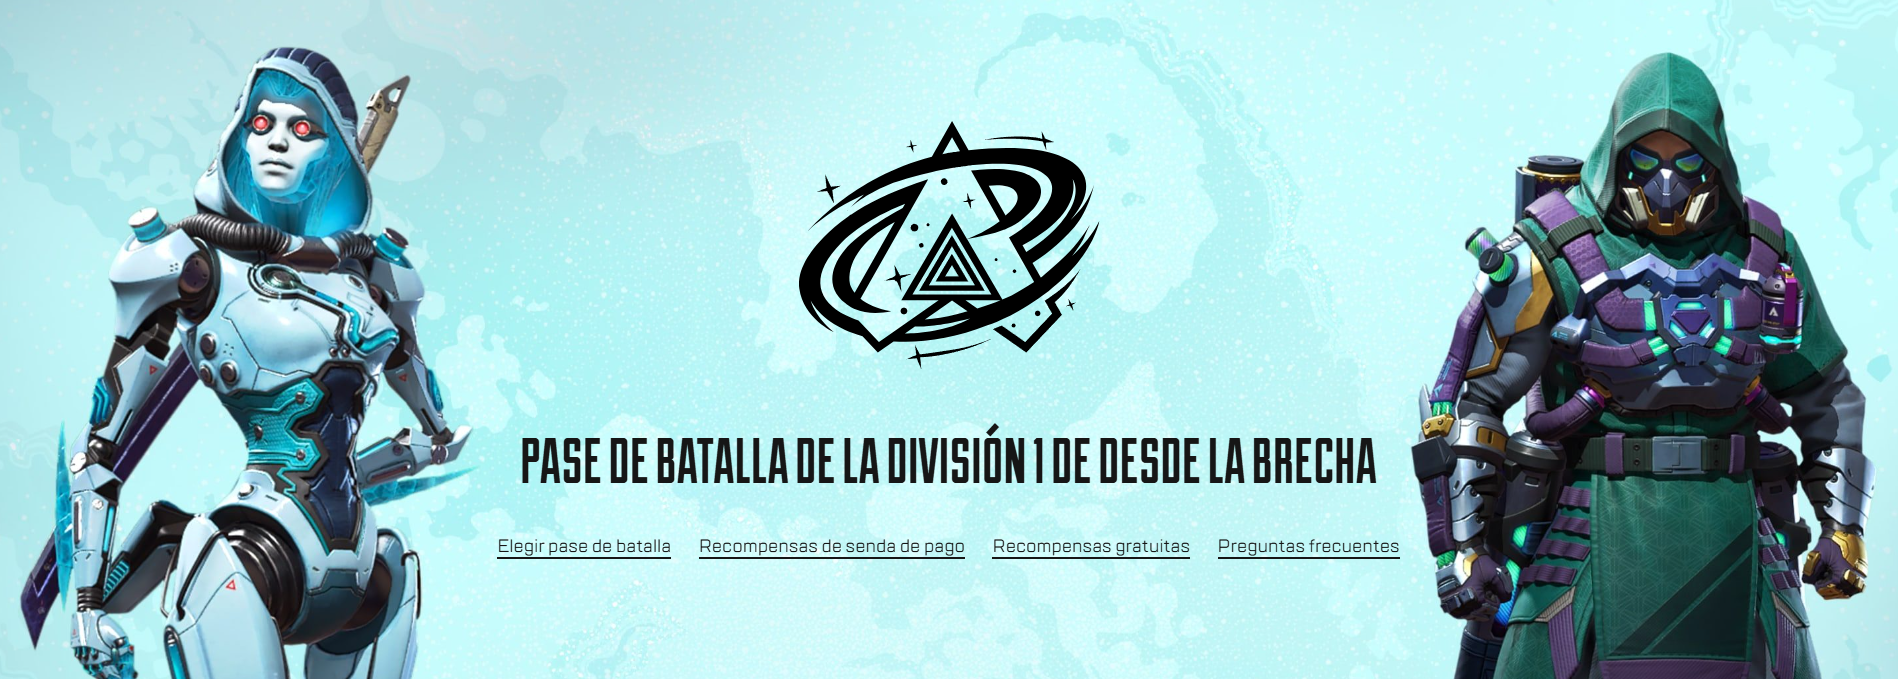 PASE DE BATALLA DE LA DIVISIÓN 1 DE DESDE LA BRECHA
Elegir pase de batalla Recompensas de senda de pago Recompensas gratuitas Preguntas frecuentes